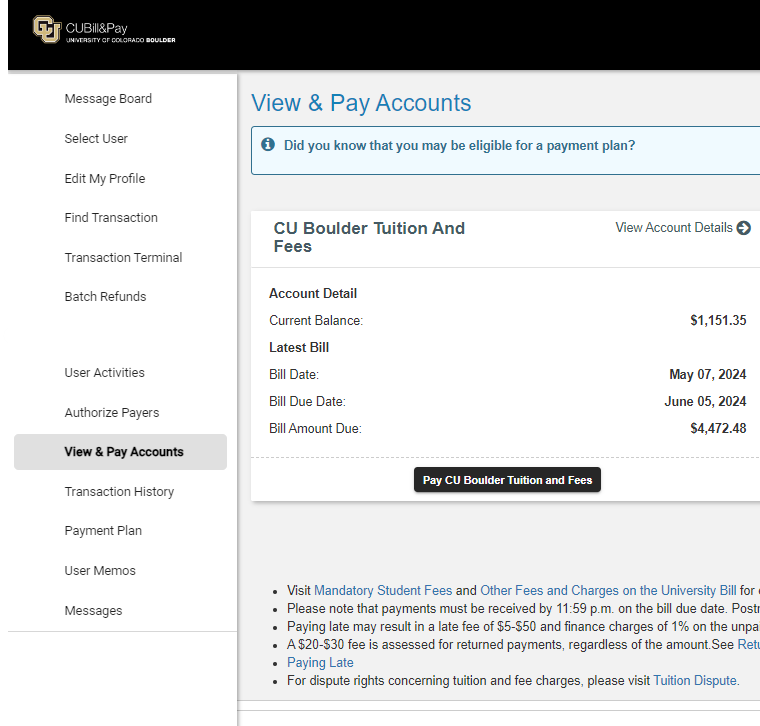 CUBill&Pay
UNIVERSITY OF COLORADO BOULDER
Message Board
Select User
Edit My Profile
Find Transaction
Transaction Terminal
Batch Refunds
User Activities
Authorize Payers
View & Pay Accounts
Transaction History
Payment Plan
User Memos
Messages
View & Pay Accounts
Did you know that you may be eligible for a payment plan?
CU Boulder Tuition And
Fees
View Account Details
Account Detail
Current Balance: $1,151.35
Latest Bill
Bill Date: May 07, 2024
Bill Due Date: June 05, 2024
Bill Amount Due: $4,472.48
Pay CU Boulder Tuition and Fees
Visit Mandatory Student Fees and Other Fees and Charges on the University Bill for
Please note that payments must be received by 11:59 p.m. on the bill due date.
Paying late may result in a late fee of $5-$50 and finance charges of 1% on the
A $20-$30 fee is assessed for returned payments, regardless of the amount.See
Paying Late
For dispute rights concerning tuition and fee charges, please visit Tuition Dispute.